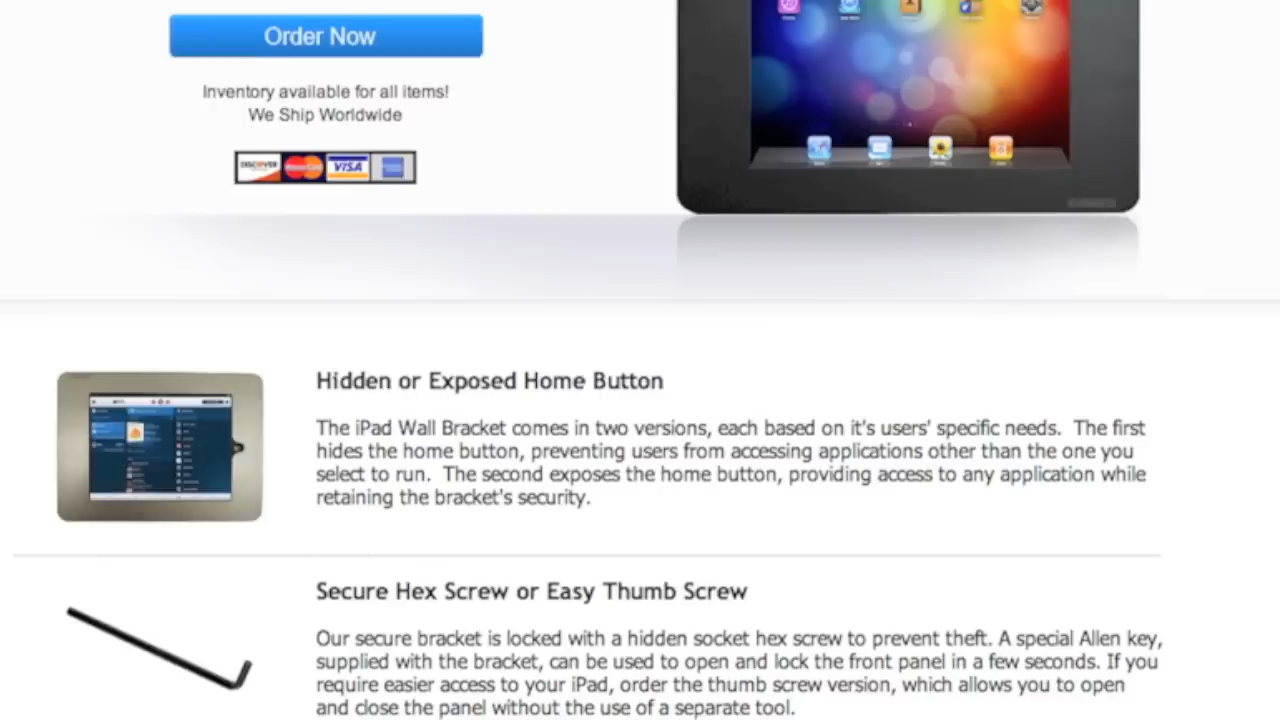 Order Now
Inventory available for all items!
We Ship Worldwide
DISCOVER
MasterCard
VISA
Hidden or Exposed Home Button
The iPad Wall Bracket comes in two versions, each based on it's users' specific needs.  The first
hides the home button, preventing users from accessing applications other than the one you
select to run.  The second exposes the home button, providing access to any application while
retaining the bracket's security.
Secure Hex Screw or Easy Thumb Screw
Our secure bracket is locked with a hidden socket hex screw to prevent theft. A special Allen key,
supplied with the bracket, can be used to open and lock the front panel in a few seconds. If you
require easier access to your iPad, order the thumb screw version, which allows you to open
and close the panel without the use of a separate tool.